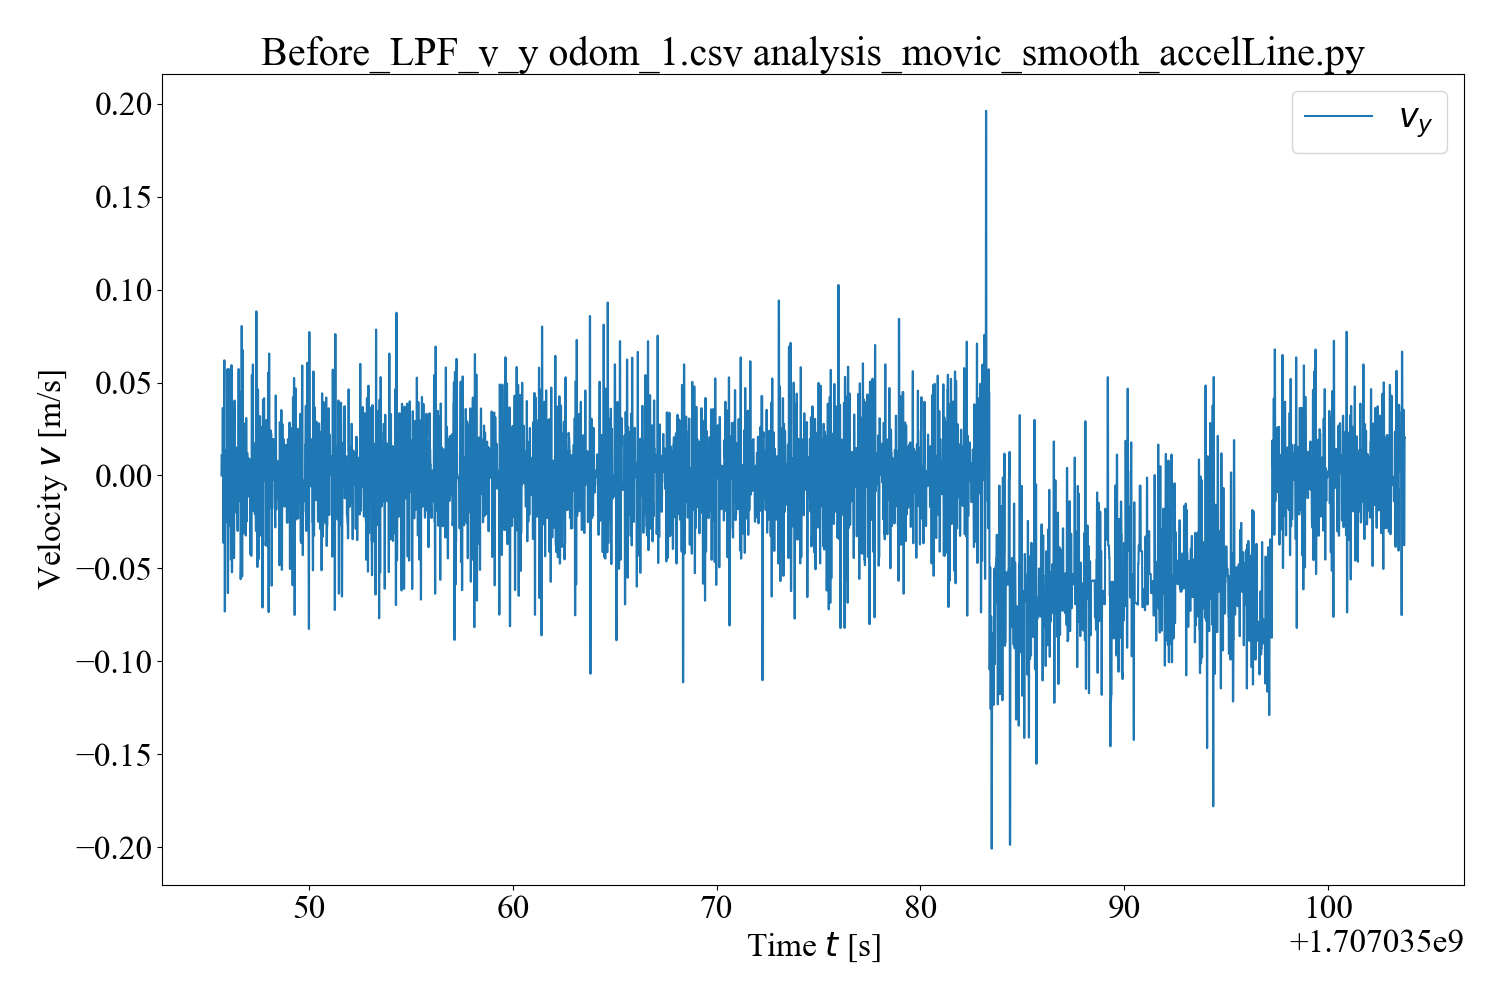 Before_LPF_v_y odom_1.csv analysis_movic_smooth_accelLine.py
v_y
0.20
0.15
0.10
0.05
0.00
−0.05
−0.10
−0.15
−0.20
Velocity v [m/s]
50 60 70 80 90 100
Time t [s]
+1.707035e9